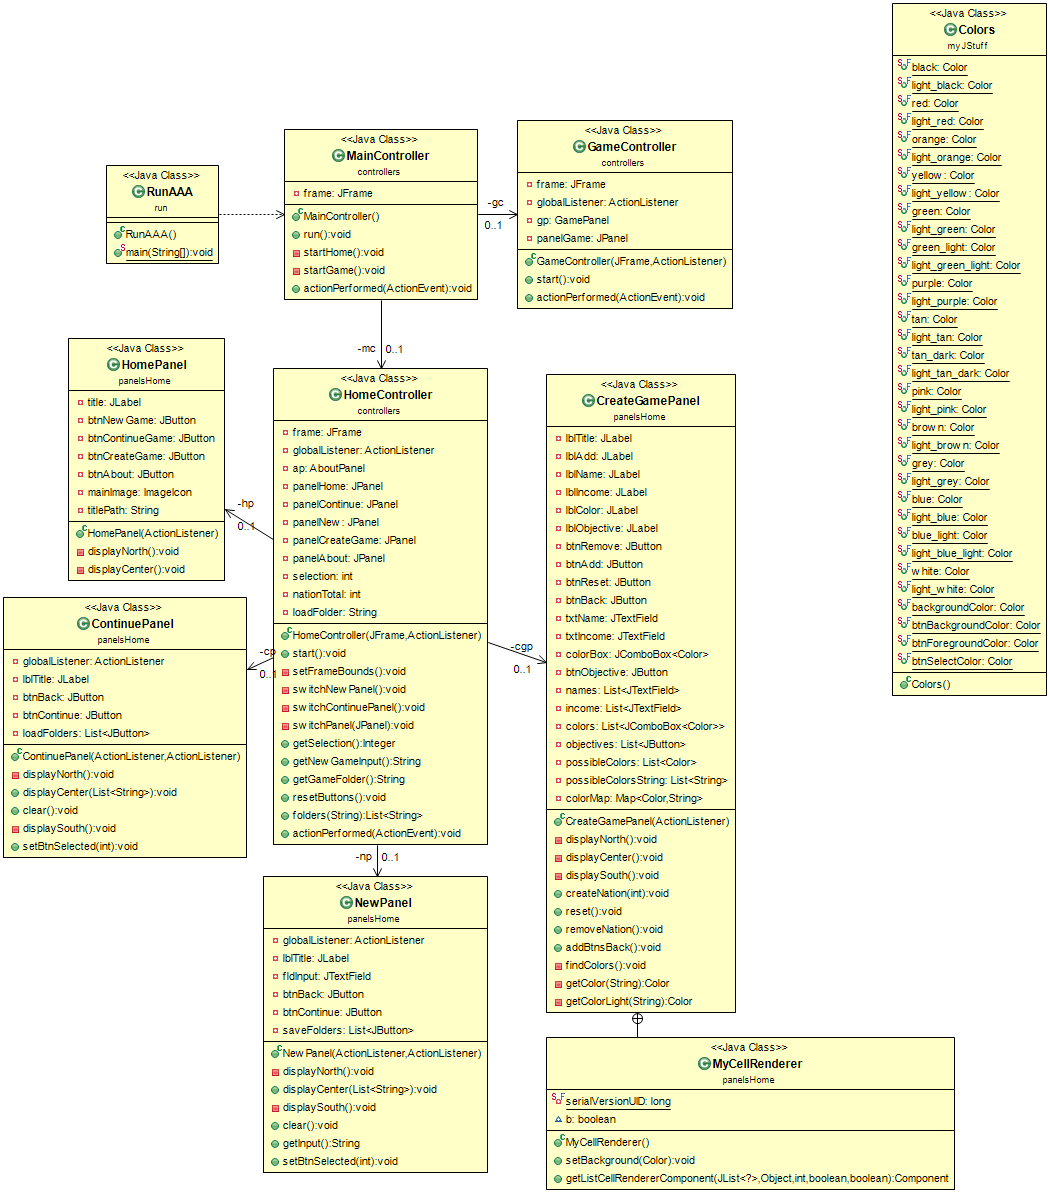 <<Java Class>>
Colors
myJStuff
black: Color
light_black: Color
red: Color
light_red: Color
orange: Color
light_orange: Color
yellow: Color
light_yellow: Color
green: Color
light_green: Color
green_light: Color
light_green_light: Color
purple: Color
light_purple: Color
tan: Color
light_tan: Color
tan_dark: Color
light_tan_dark: Color
pink: Color
light_pink: Color
brown: Color
light_brown: Color
grey: Color
light_grey: Color
blue: Color
light_blue: Color
blue_light: Color
light_blue_light: Color
white: Color
light_white: Color
backgroundColor: Color
btnBackgroundColor: Color
btnForegroundColor: Color
btnSelectColor: Color
Colors()
<<Java Class>>
RunAAA
run
RunAAA()
main(String[]):void
<<Java Class>>
MainController
controllers
frame: JFrame
MainController()
run():void
startHome():void
startGame():void
actionPerformed(ActionEvent):void
-gc
0..1
<<Java Class>>
GameController
controllers
frame: JFrame
globalListener: ActionListener
gp: GamePanel
panelGame: JPanel
GameController(JFrame,ActionListener)
start():void
actionPerformed(ActionEvent):void
-mc 0..1
<<Java Class>>
HomePanel
panelsHome
title: JLabel
btnNewGame: JButton
btnContinueGame: JButton
btnCreateGame: JButton
btnAbout: JButton
mainImage: ImageIcon
titlePath: String
HomePanel(ActionListener)
displayNorth():void
displayCenter():void
-hp
0..1
<<Java Class>>
HomeController
controllers
frame: JFrame
globalListener: ActionListener
ap: AboutPanel
panelHome: JPanel
panelContinue: JPanel
panelNew: JPanel
panelCreateGame: JPanel
panelAbout: JPanel
selection: int
nationTotal: int
loadFolder: String
HomeController(JFrame,ActionListener)
start():void
setFrameBounds():void
switchNewPanel():void
switchContinuePanel():void
switchPanel(JPanel):void
getSelection():Integer
getNewGameInput():String
getGameFolder():String
resetButtons():void
folders(String):List<String>
actionPerformed(ActionEvent):void
-cgp
0..1
<<Java Class>>
CreateGamePanel
panelsHome
lblTitle: JLabel
lblAdd: JLabel
lblName: JLabel
lblIncome: JLabel
lblColor: JLabel
lblObjective: JLabel
btnRemove: JButton
btnAdd: JButton
btnReset: JButton
btnBack: JButton
txtName: JTextField
txtIncome: JTextField
colorBox: JComboBox<Color>
btnObjective: JButton
names: List<JTextField>
income: List<JTextField>
colors: List<JComboBox<Color>>
objectives: List<JButton>
possibleColors: List<Color>
possibleColorsString: List<String>
colorMap: Map<Color,String>
CreateGamePanel(ActionListener)
displayNorth():void
displayCenter():void
displaySouth():void
createNation(int):void
reset():void
removeNation():void
addBtnsBack():void
findColors():void
getColor(String):Color
getColorLight(String):Color
<<Java Class>>
ContinuePanel
panelsHome
globalListener: ActionListener
lblTitle: JLabel
btnBack: JButton
btnContinue: JButton
loadFolders: List<JButton>
ContinuePanel(ActionListener,ActionListener)
displayNorth():void
displayCenter(List<String>):void
clear():void
displaySouth():void
setBtnSelected(int):void
-cp
0..1
-np 0..1
<<Java Class>>
NewPanel
panelsHome
globalListener: ActionListener
lblTitle: JLabel
fldInput: JTextField
btnBack: JButton
btnContinue: JButton
saveFolders: List<JButton>
NewPanel(ActionListener,ActionListener)
displayNorth():void
displayCenter(List<String>):void
displaySouth():void
clear():void
getInput():String
setBtnSelected(int):void
<<Java Class>>
MyCellRenderer
panelsHome
serialVersionUID: long
b: boolean
MyCellRenderer()
setBackground(Color):void
getListCellRendererComponent(JList<?>,Object,int,boolean,boolean):Component